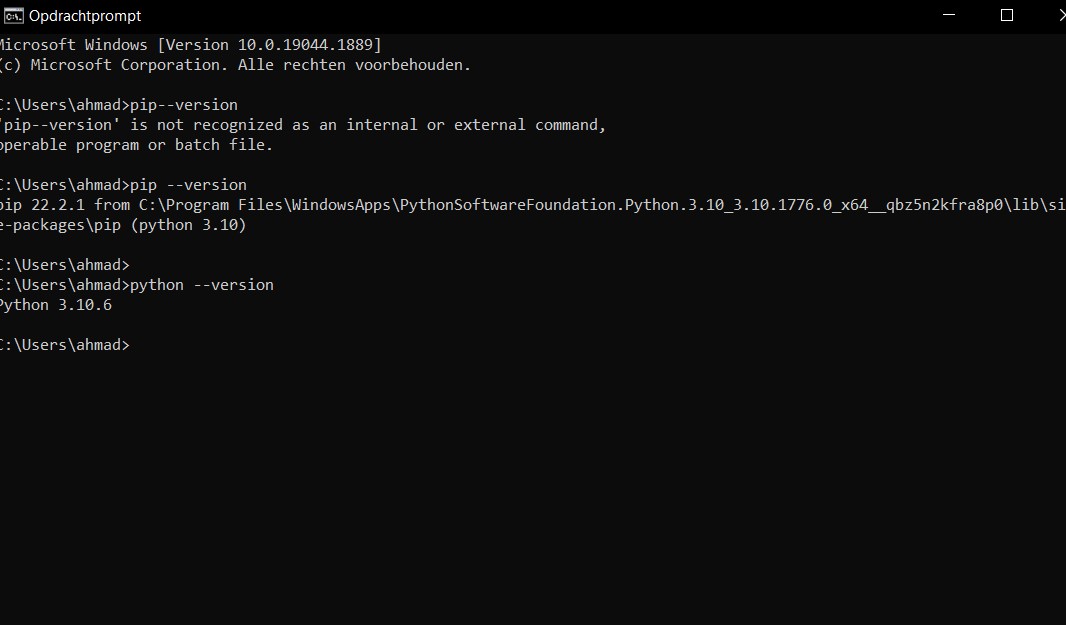 Opdrachtprompt
Microsoft Windows [Version 10.0.19044.1889]
(c) Microsoft Corporation. Alle rechten voorbehouden.
C:\Users\ahmad>pip--version
'pip--version' is not recognized as an internal or external command,
operable program or batch file.
C:\Users\ahmad>pip --version
pip 22.2.1 from C:\Program Files\WindowsApps\PythonSoftwareFoundation.Python.3.10_3.10.1776.0_x64__qbz5n2kfra8p0\lib\si
e-packages\pip (python 3.10)
C:\Users\ahmad>
C:\Users\ahmad>python --version
Python 3.10.6
C:\Users\ahmad>